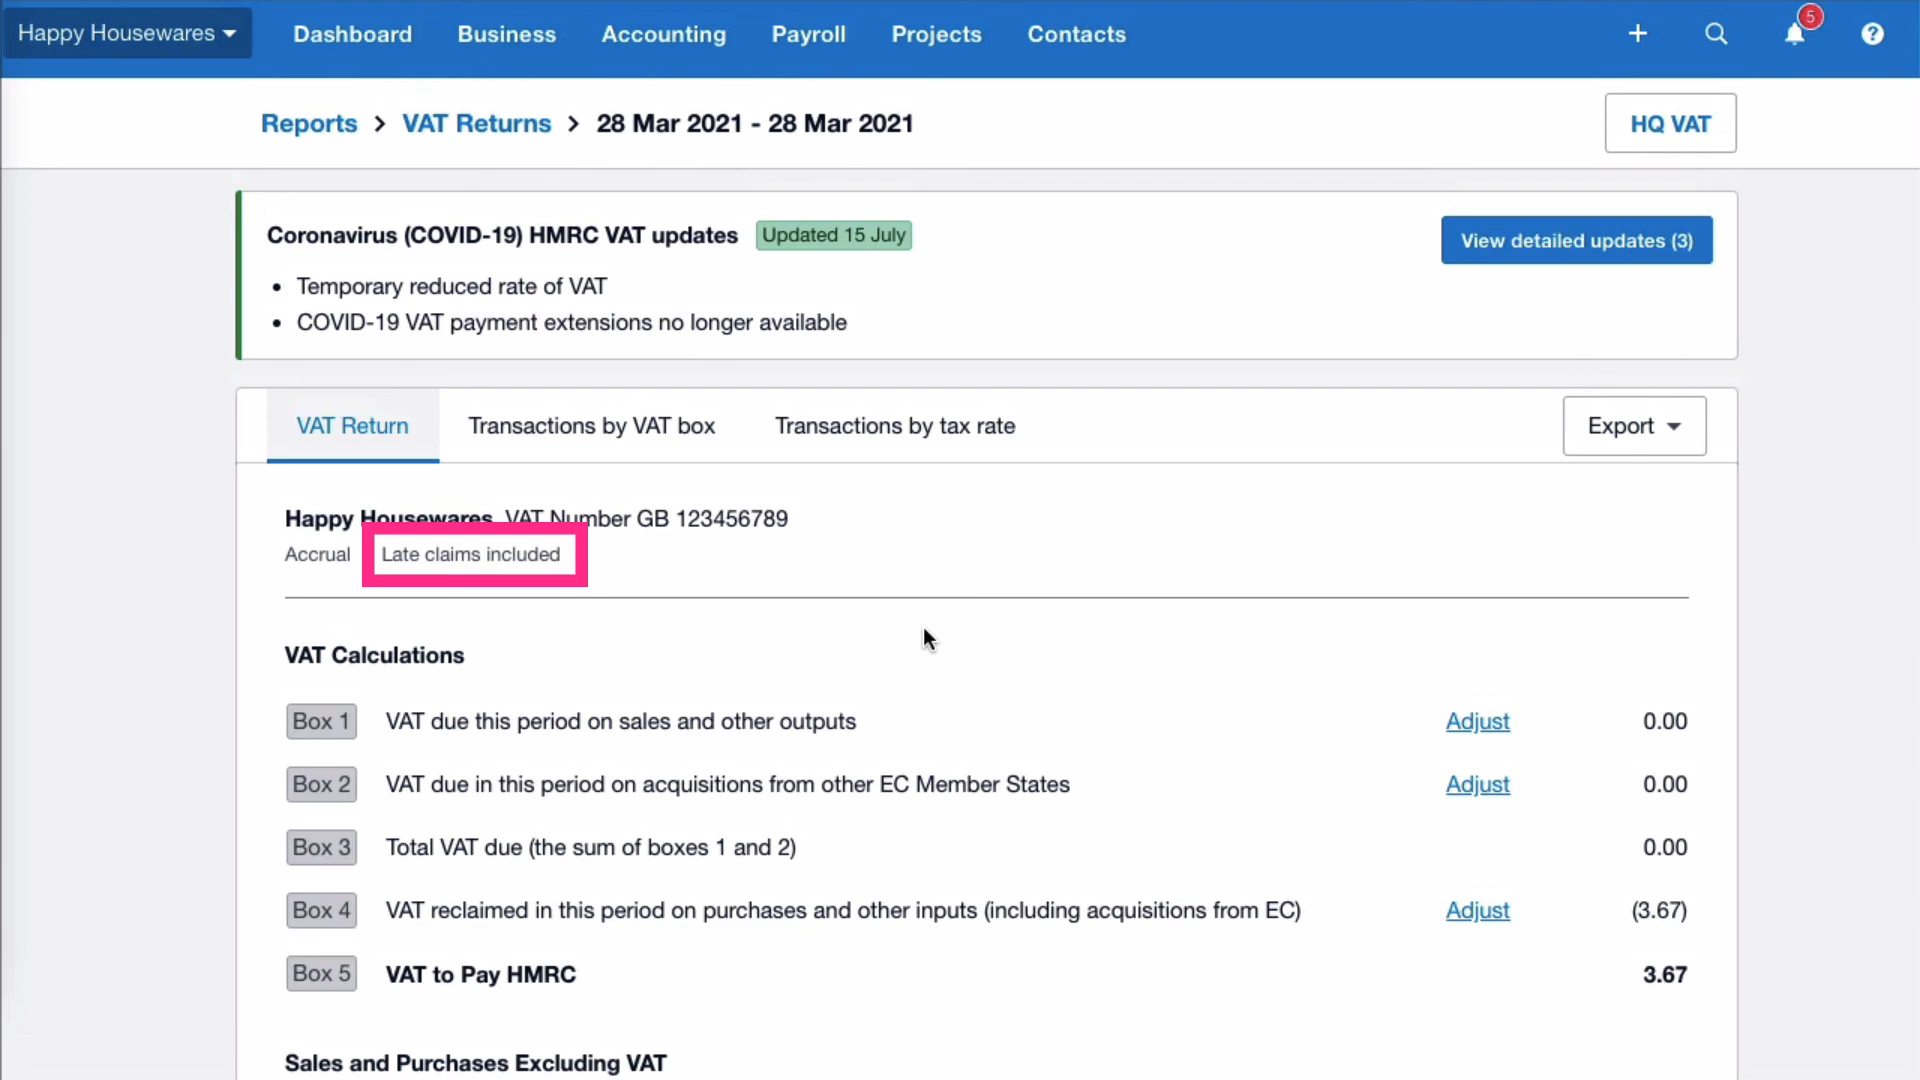 Happy Housewares Dashboard Business Accounting Payroll Projects Contacts + 5 ?
Reports > VAT Returns > 28 Mar 2021 - 28 Mar 2021 HQ VAT
Coronavirus (COVID-19) HMRC VAT updates Updated 15 July View detailed updates (3)
• Temporary reduced rate of VAT
• COVID-19 VAT payment extensions no longer available
VAT Return Transactions by VAT box Transactions by tax rate Export
Happy Housewares VAT Number GB 123456789
Accrual Late claims included
VAT Calculations
Box 1 VAT due this period on sales and other outputs Adjust 0.00
Box 2 VAT due in this period on acquisitions from other EC Member States Adjust 0.00
Box 3 Total VAT due (the sum of boxes 1 and 2) 0.00
Box 4 VAT reclaimed in this period on purchases and other inputs (including acquisitions from EC) Adjust (3.67)
Box 5 VAT to Pay HMRC 3.67
Sales and Purchases Excluding VAT